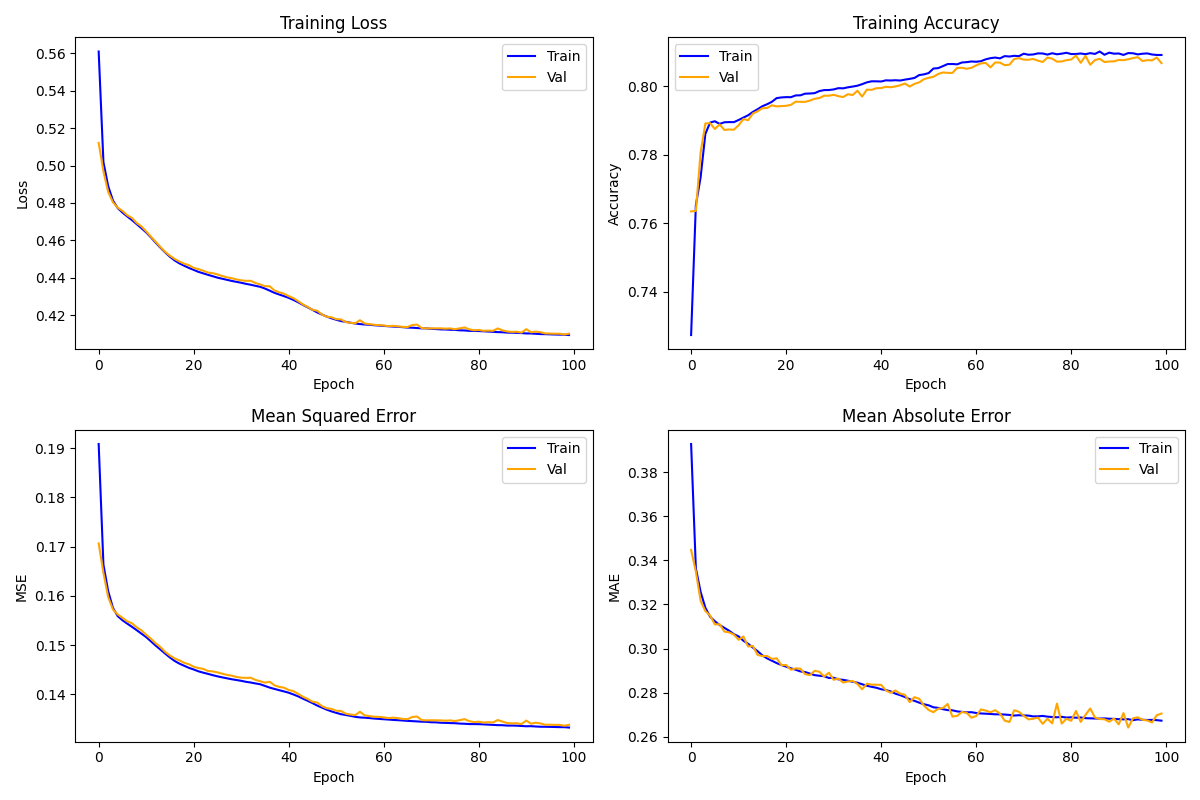 Training Loss
Train
Val
0.56
0.54
0.52
0.50
0.48
0.46
0.44
0.42
Loss
0 20 40 60 80 100
Epoch
Training Accuracy
Train
Val
0.80
0.78
0.76
0.74
Accuracy
0 20 40 60 80 100
Epoch
Mean Squared Error
Train
Val
0.19
0.18
0.17
0.16
0.15
0.14
MSE
0 20 40 60 80 100
Epoch
Mean Absolute Error
Train
Val
0.38
0.36
0.34
0.32
0.30
0.28
0.26
MAE
0 20 40 60 80 100
Epoch